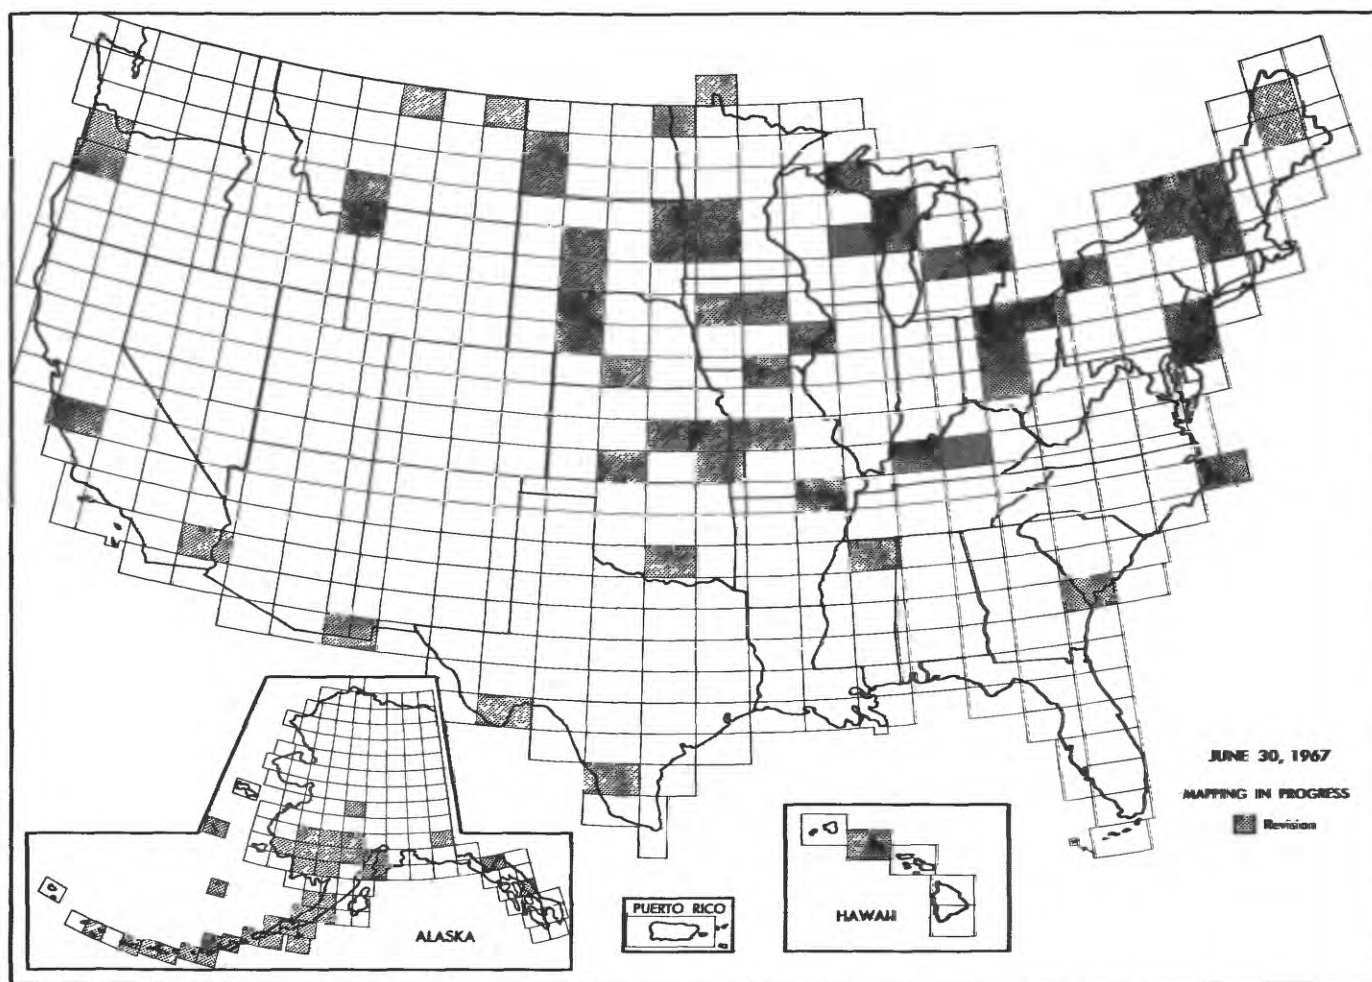 JUNE 30, 1967
MAPPING IN PROGRESS
Revision
ALASKA
PUERTO RICO
HAWAII